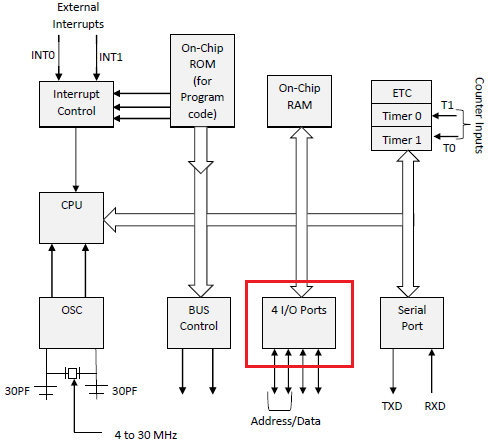 External
Interrupts
INT0
INT1
Interrupt
Control
On-Chip
ROM
(for
Program
code)
On-Chip
RAM
ETC
Timer 0
Timer 1
T1
T0
Counter Inputs
CPU
OSC
BUS
Control
4 I/O Ports
Serial
Port
30PF
30PF
4 to 30 MHz
Address/Data
TXD
RXD